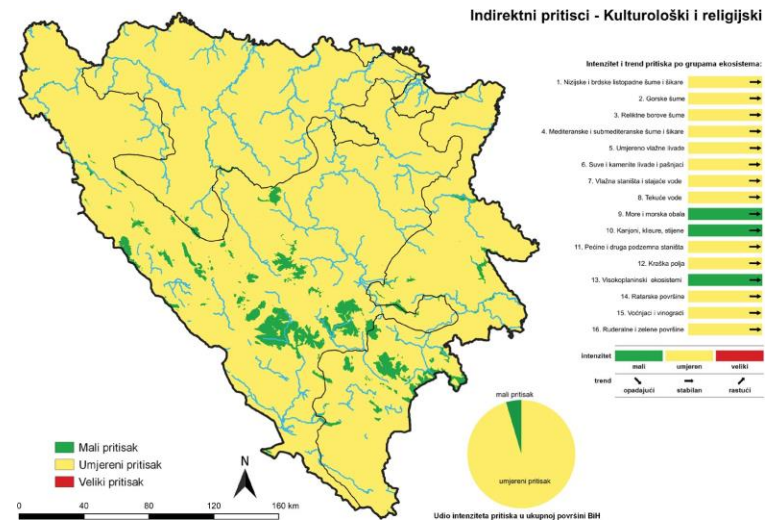 Indirektni pritisci - Kulturološki i religijski
Intenzitet i trend pritiska po grupama ekosistema:
1. Nizijske i brdske listopadne šume i šikare
2. Gorske šume
3. Reliktne borove šume
4. Mediteranske i submediteranske šume i šikare
5. Umjereno vlažne livade
6. Suve i kamenite livade i pašnjaci
7. Vlažna staništa i stajaće vode
8. Tekuće vode
9. More i morska obala
10. Kanjoni, klisure, stijene
11. Pećine i druga podzemna staništa
12. Kraška polja
13. Visokoplaninski ekosistemi
14. Ratarske površine
15. Voćnjaci i vinogradi
16. Ruderalne i zelene površine
intenzitet
mali umjeren veliki
trend
opadajući stabilan rastući
mali pritisak
umjereni pritisak
Udio intenziteta pritiska u ukupnoj površini BiH
Mali pritisak
Umjereni pritisak
Veliki pritisak
N
0 40 80 120 160 km